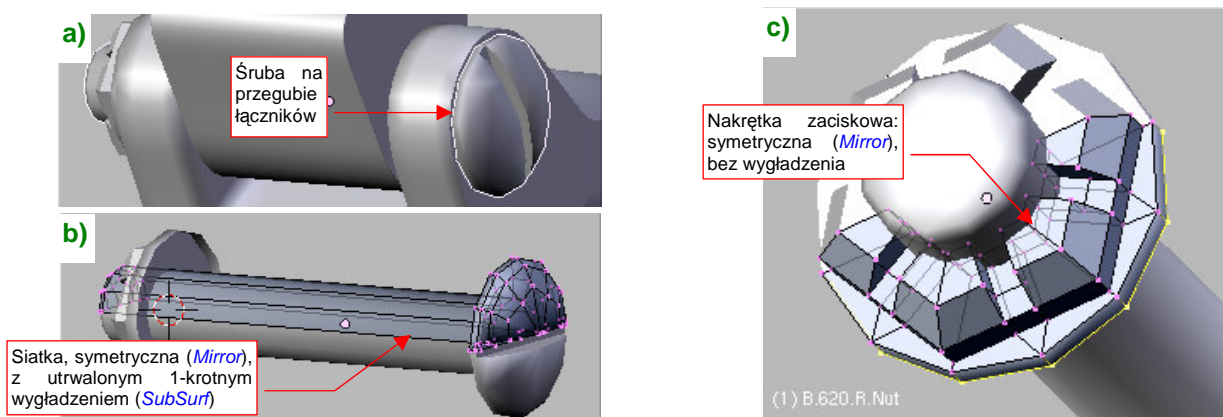 a)
Śruba na
przegubie
łączników
b)
Siatka, symetryczna (Mirror),
z utrwalonym 1-krotnym
wygładzeniem (SubSurf)
c)
Nakrętka zaciskowa:
symetryczna (Mirror),
bez wygładzenia
(1) B.620.R.Nut